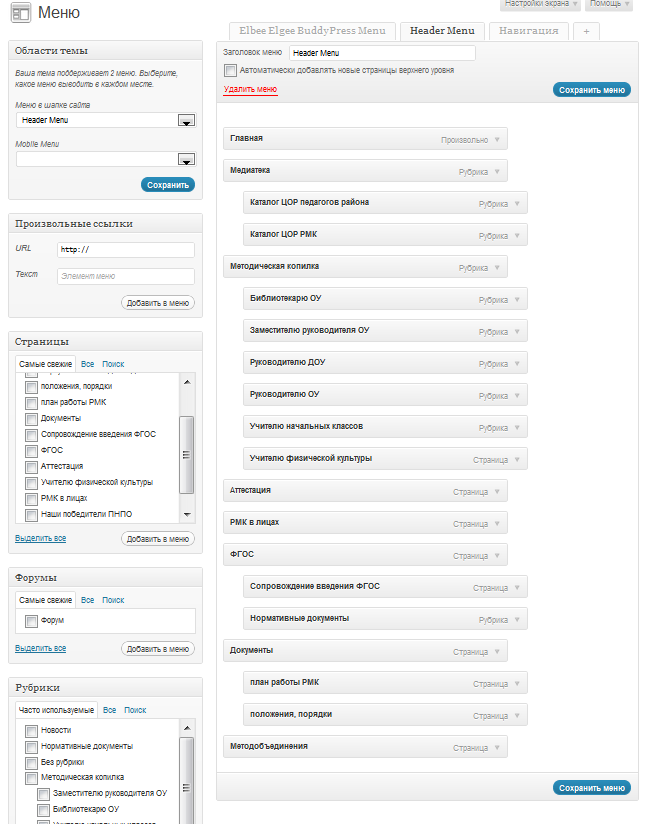 Меню
Настройки экрана
Помощь
Области темы
Ваша тема поддерживает 2 меню. Выберите,
какое меню выводить в каждом месте.
Меню в шапке сайта
Header Menu
Mobile Menu
Сохранить
Произвольные ссылки
URL
http://
Текст
Элемент меню
Добавить в меню
Страницы
Самые свежие Все Поиск
положения, порядки
план работы РМК
Документы
Сопровождение введения ФГОС
ФГОС
Аттестация
Учителю физической культуры
РМК в лицах
Наши победители ПНПО
Выделить все
Добавить в меню
Форумы
Самые свежие Все Поиск
Форум
Выделить все
Добавить в меню
Рубрики
Часто используемые Все Поиск
Новости
Нормативные документы
Без рубрики
Методическая копилка
Заместителю руководителя ОУ
Библиотекарю ОУ
Elbee Elgee BuddyPress Menu
Header Menu
Навигация
+
Заголовок меню Header Menu
Автоматически добавлять новые страницы верхнего уровня
Удалить меню
Сохранить меню
Главная Произвольно
Медиатека Рубрика
Каталог ЦОР педагогов района Рубрика
Каталог ЦОР РМК Рубрика
Методическая копилка Рубрика
Библиотекарю ОУ Рубрика
Заместителю руководителя ОУ Рубрика
Руководителю ДОУ Рубрика
Руководителю ОУ Рубрика
Учителю начальных классов Рубрика
Учителю физической культуры Страница
Аттестация Страница
РМК в лицах Страница
ФГОС Страница
Сопровождение введения ФГОС Страница
Нормативные документы Рубрика
Документы Страница
план работы РМК Страница
положения, порядки Страница
Методобъединения Страница
Сохранить меню